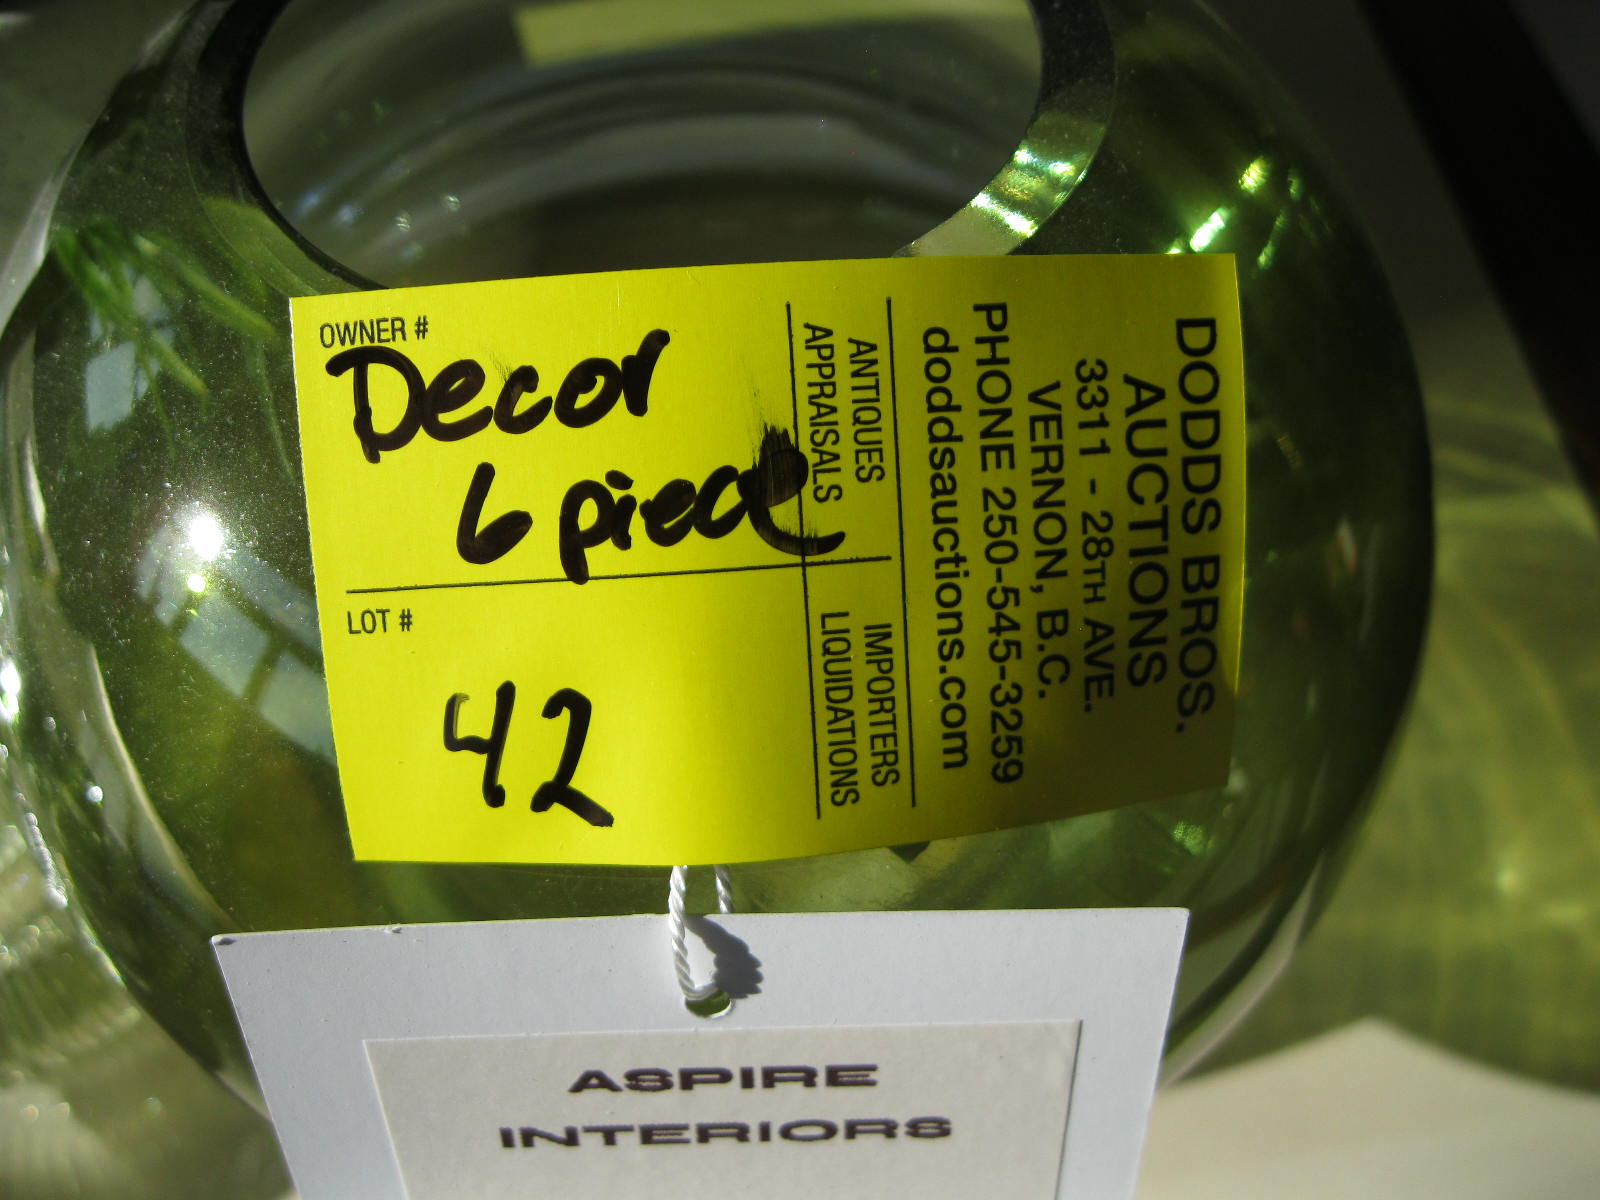 OWNER #
Decor
6 piece
LOT #
42
DODDS BROS.
AUCTIONS
3311 - 28TH AVE.
VERNON, B.C.
PHONE 250-545-3259
doddsauctions.com
ANTIQUES
APPRAISALS
IMPORTERS
LIQUIDATIONS
ASPIRE
INTERIORS